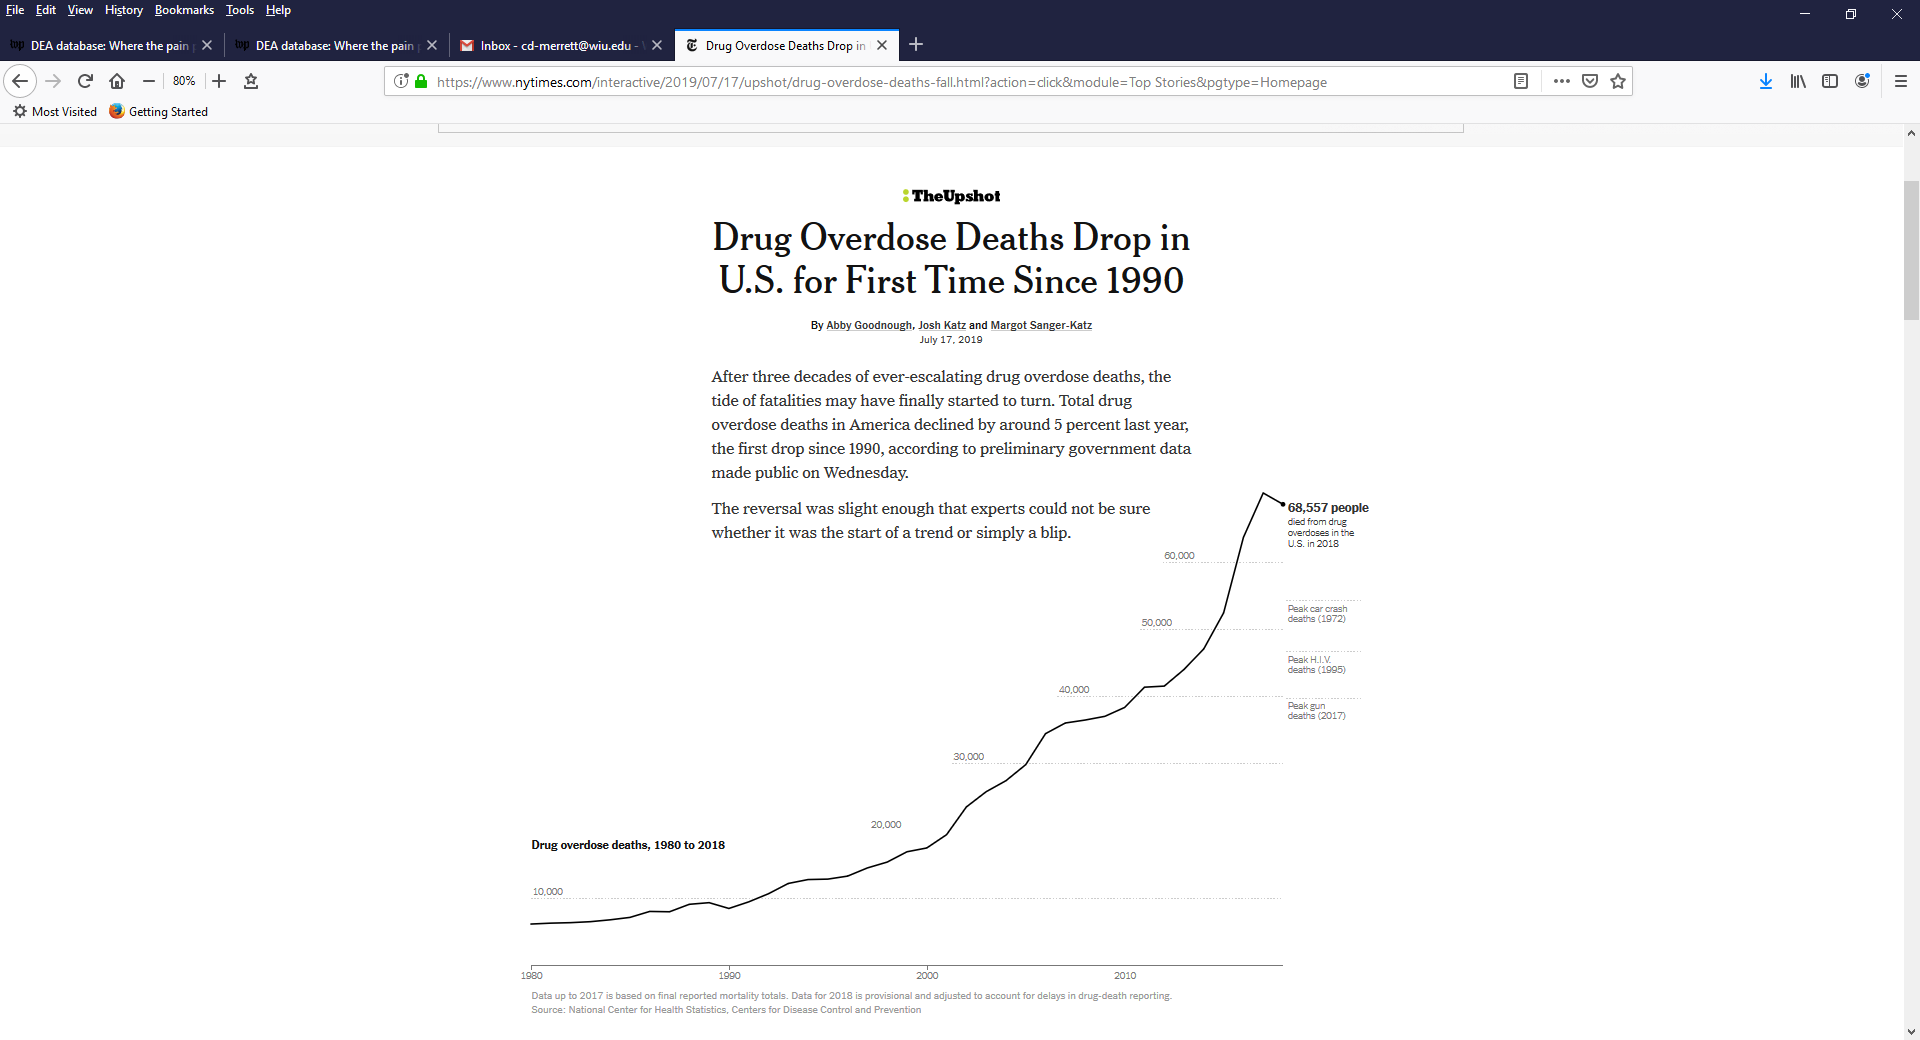 File Edit View History Bookmarks Tools Help
DEA database: Where the pain
DEA database: Where the pain
Inbox - cd-merrett@wiu.edu -
Drug Overdose Deaths Drop in
80%
https://www.nytimes.com/interactive/2019/07/17/upshot/drug-overdose-deaths-fall.html?action=click&module=Top Stories&pgtype=Homepage
Most Visited Getting Started
TheUpshot
Drug Overdose Deaths Drop in
U.S. for First Time Since 1990
By Abby Goodnough, Josh Katz and Margot Sanger-Katz
July 17, 2019
After three decades of ever-escalating drug overdose deaths, the
tide of fatalities may have finally started to turn. Total drug
overdose deaths in America declined by around 5 percent last year,
the first drop since 1990, according to preliminary government data
made public on Wednesday.
The reversal was slight enough that experts could not be sure
whether it was the start of a trend or simply a blip.
68,557 people
died from drug
overdoses in the
U.S. in 2018
60,000
Peak car crash
deaths (1972)
50,000
Peak H.I.V.
deaths (1995)
40,000
Peak gun
deaths (2017)
30,000
20,000
Drug overdose deaths, 1980 to 2018
10,000
1980 1990 2000 2010
Data up to 2017 is based on final reported mortality totals. Data for 2018 is provisional and adjusted to account for delays in drug-death reporting.
Source: National Center for Health Statistics, Centers for Disease Control and Prevention